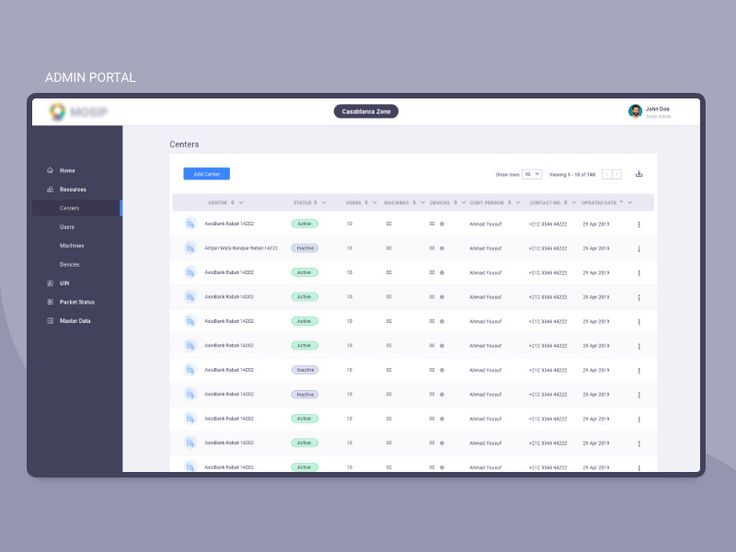 ADMIN PORTAL
MOSIP
Casablanca Zone
John Doe
Zonal Admin
Home
Resources
Centers
Users
Machines
Devices
UIN
Packet Status
Master Data
Centers
Add Center
Show rows 10 Viewing 1 - 10 of 100
CENTER STATUS USERS MACHINES DEVICES CONT. PERSON CONTACT NO. UPDATED DATE
AxisBank Rabat-14202 Active 10 02 02 Ahmad Yousuf +212 3344 44222 29 Apr 2019
Attijari Wafa Banque Rabat-14222 Inactive 10 02 02 Ahmad Yousuf +212 3344 44222 29 Apr 2019
AxisBank Rabat-14202 Active 10 02 02 Ahmad Yousuf +212 3344 44222 29 Apr 2019
AxisBank Rabat-14202 Active 10 02 02 Ahmad Yousuf +212 3344 44222 29 Apr 2019
AxisBank Rabat-14202 Active 10 02 02 Ahmad Yousuf +212 3344 44222 29 Apr 2019
AxisBank Rabat-14202 Active 10 02 02 Ahmad Yousuf +212 3344 44222 29 Apr 2019
AxisBank Rabat-14202 Inactive 10 02 02 Ahmad Yousuf +212 3344 44222 29 Apr 2019
AxisBank Rabat-14202 Inactive 10 02 02 Ahmad Yousuf +212 3344 44222 29 Apr 2019
AxisBank Rabat-14202 Active 10 02 02 Ahmad Yousuf +212 3344 44222 29 Apr 2019
AxisBank Rabat-14202 Active 10 02 02 Ahmad Yousuf +212 3344 44222 29 Apr 2019
AxisBank Rabat-14202 Active 10 02 02 Ahmad Yousuf +212 3344 44222 29 Apr 2019